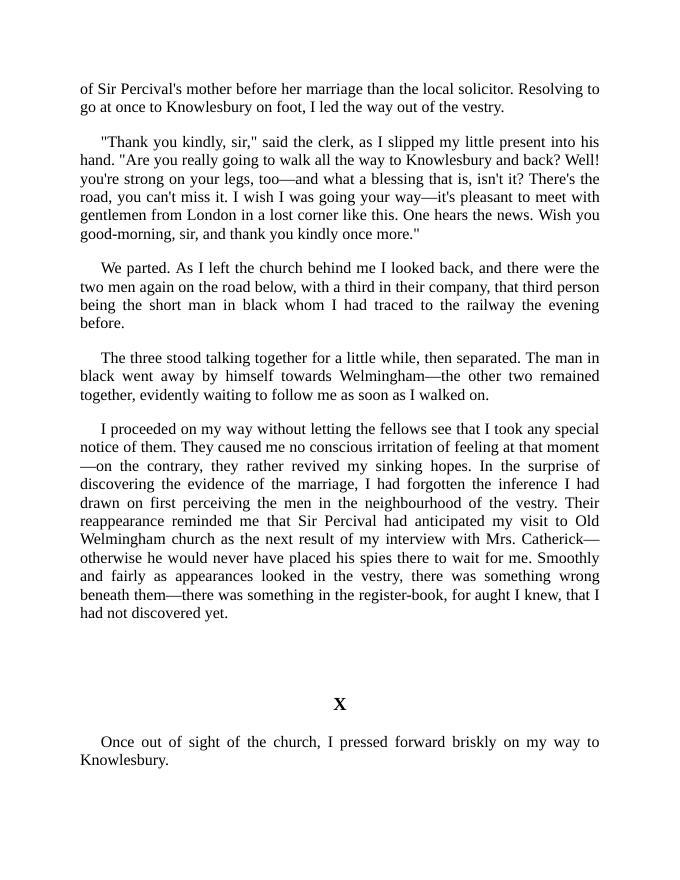 of Sir Percival's mother before her marriage than the local solicitor. Resolving to
go at once to Knowlesbury on foot, I led the way out of the vestry.
"Thank you kindly, sir," said the clerk, as I slipped my little present into his
hand. "Are you really going to walk all the way to Knowlesbury and back? Well!
you're strong on your legs, too—and what a blessing that is, isn't it? There's the
road, you can't miss it. I wish I was going your way—it's pleasant to meet with
gentlemen from London in a lost corner like this. One hears the news. Wish you
good-morning, sir, and thank you kindly once more."
We parted. As I left the church behind me I looked back, and there were the
two men again on the road below, with a third in their company, that third person
being the short man in black whom I had traced to the railway the evening
before.
The three stood talking together for a little while, then separated. The man in
black went away by himself towards Welmingham—the other two remained
together, evidently waiting to follow me as soon as I walked on.
I proceeded on my way without letting the fellows see that I took any special
notice of them. They caused me no conscious irritation of feeling at that moment
—on the contrary, they rather revived my sinking hopes. In the surprise of
discovering the evidence of the marriage, I had forgotten the inference I had
drawn on first perceiving the men in the neighbourhood of the vestry. Their
reappearance reminded me that Sir Percival had anticipated my visit to Old
Welmingham church as the next result of my interview with Mrs. Catherick—
otherwise he would never have placed his spies there to wait for me. Smoothly
and fairly as appearances looked in the vestry, there was something wrong
beneath them—there was something in the register-book, for aught I knew, that I
had not discovered yet.
X
Once out of sight of the church, I pressed forward briskly on my way to
Knowlesbury.